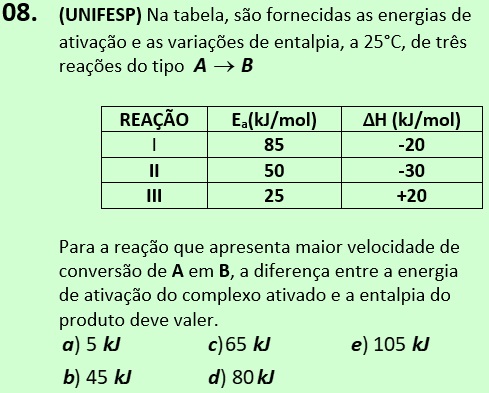 08. (UNIFESP) Na tabela, são fornecidas as energias de
ativação e as variações de entalpia, a 25°C, de três
reações do tipo A → B
REAÇÃO Eₐ(kJ/mol) ΔH (kJ/mol)
I 85 -20
II 50 -30
III 25 +20
Para a reação que apresenta maior velocidade de
conversão de A em B, a diferença entre a energia
de ativação do complexo ativado e a entalpia do
produto deve valer.
a) 5 kJ c)65 kJ e) 105 kJ
b) 45 kJ d) 80 kJ